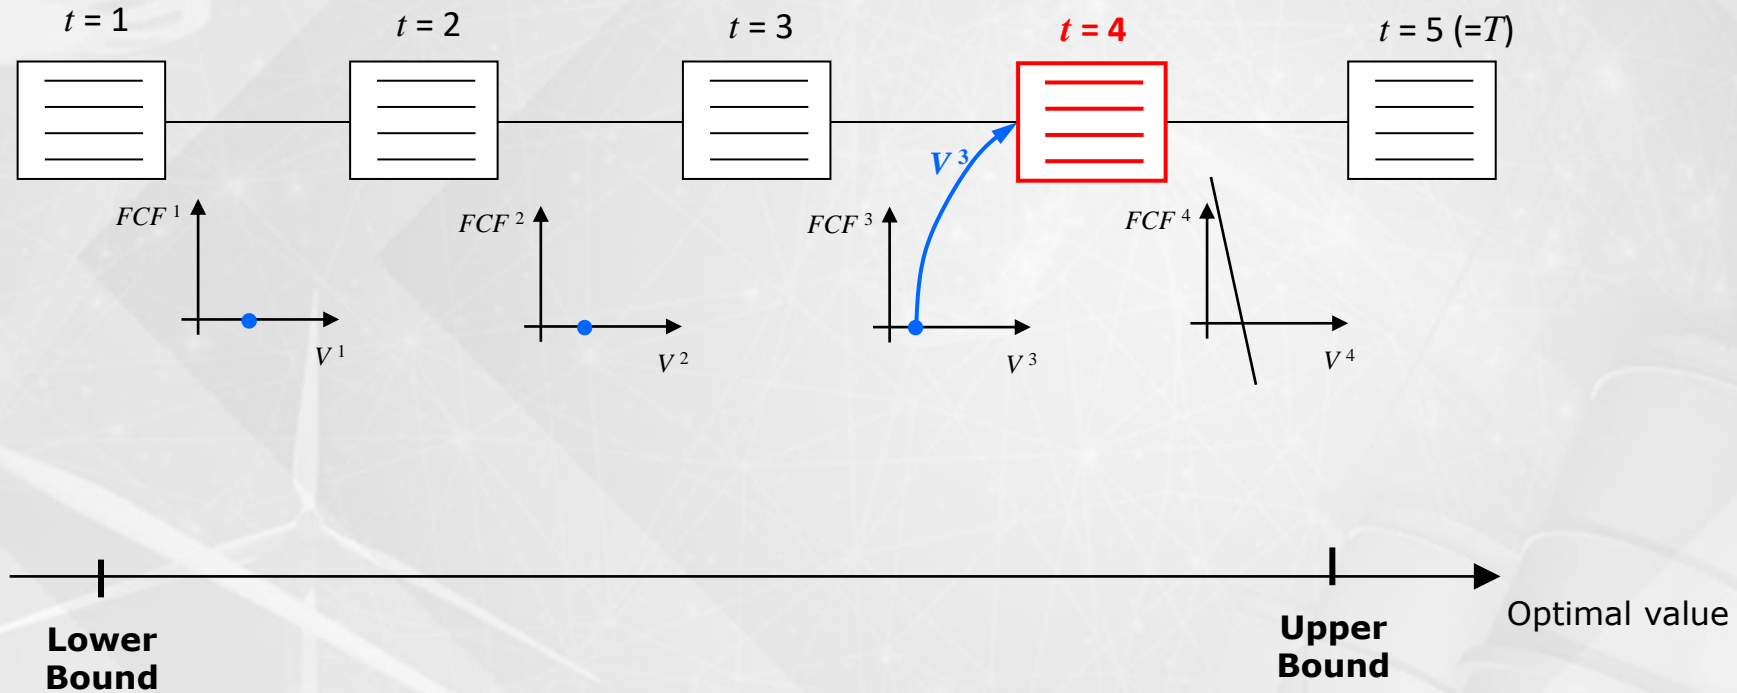 t = 1
t = 2
t = 3
t = 4
t = 5 (=T)
V 3
FCF 1
FCF 2
FCF 3
FCF 4
V 1
V 2
V 3
V 4
Optimal value
Lower
Bound
Upper
Bound